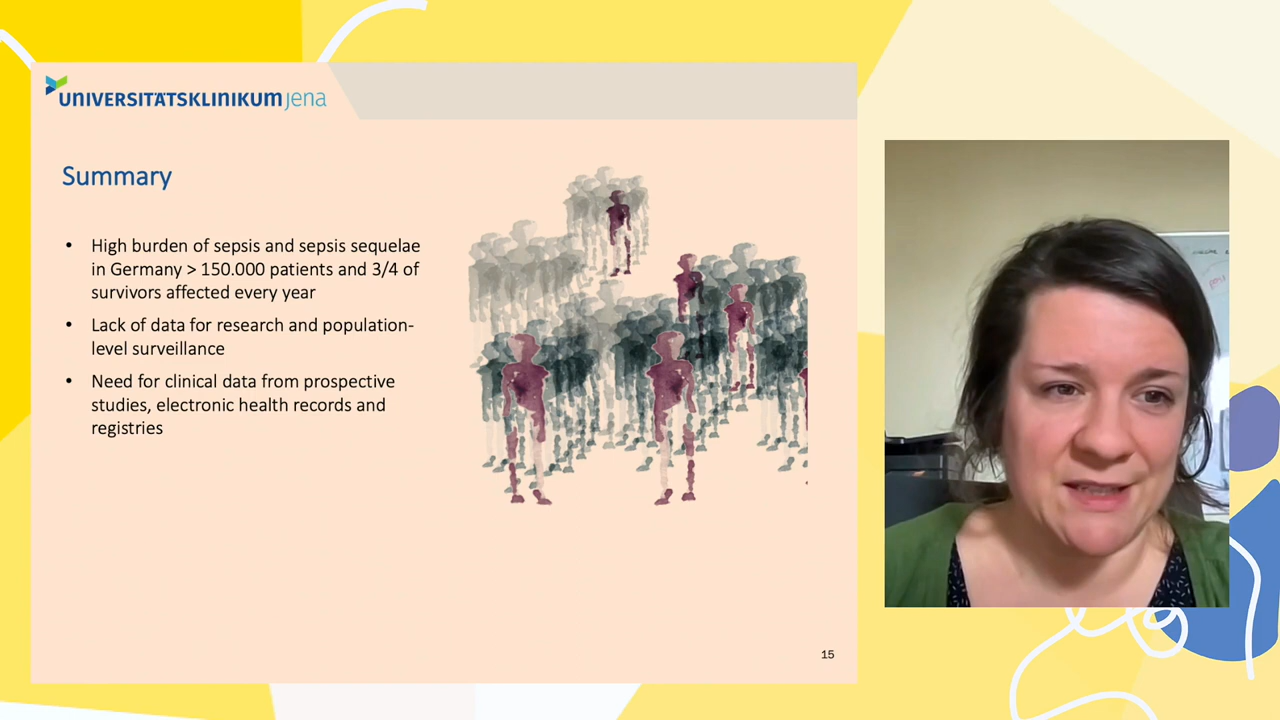 UNIVERSITÄTSKLINIKUM jena
Summary
• High burden of sepsis and sepsis sequelae
in Germany > 150.000 patients and 3/4 of
survivors affected every year
• Lack of data for research and population-
level surveillance
• Need for clinical data from prospective
studies, electronic health records and
registries
15